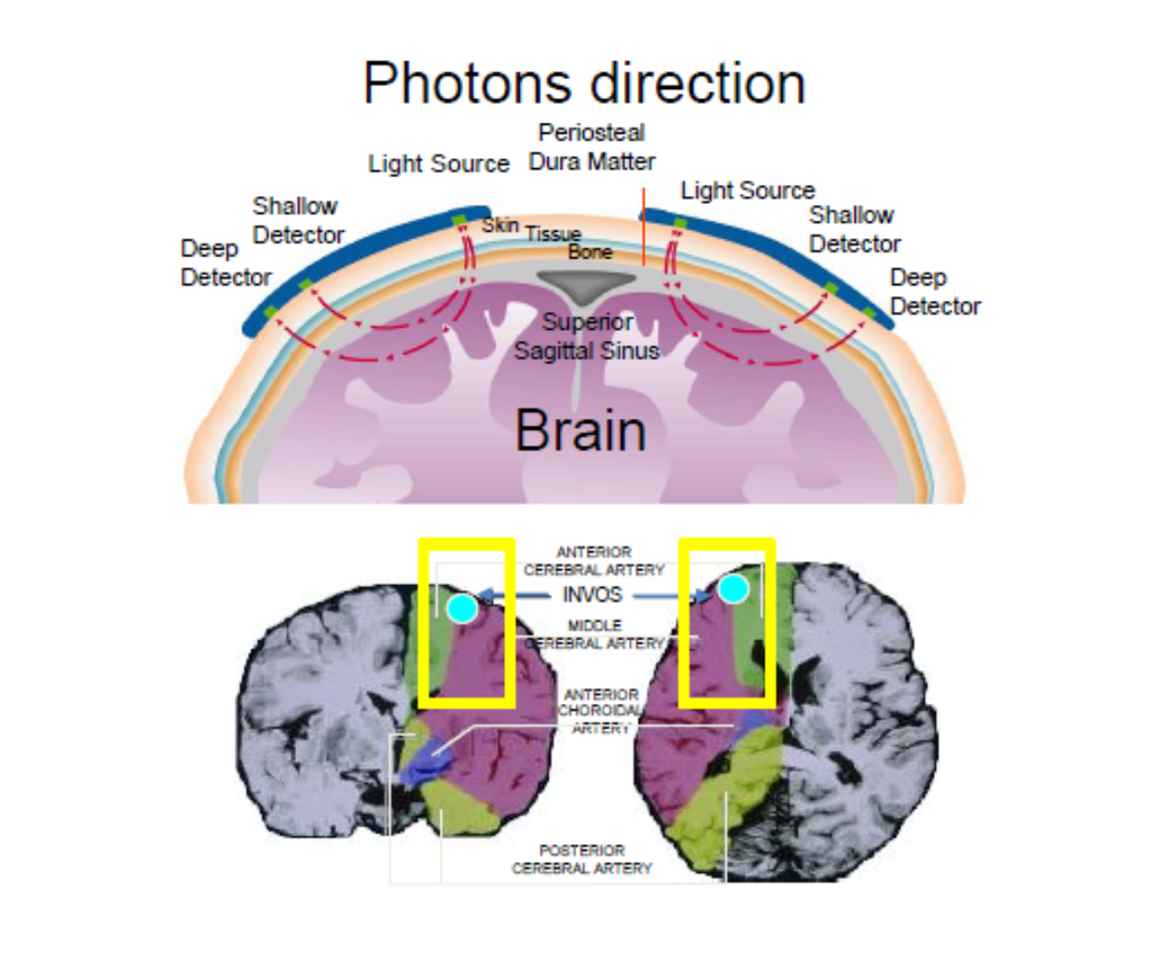 Photons direction
Periosteal
Dura Matter
Light Source
Light Source
Shallow
Detector
Shallow
Detector
Deep
Detector
Deep
Detector
Skin
Tissue
Bone
Superior
Sagittal Sinus
Brain
ANTERIOR
CEREBRAL ARTERY
INVOS
MIDDLE
CEREBRAL ARTERY
ANTERIOR
CHOROIDAL
ARTERY
POSTERIOR
CEREBRAL ARTERY